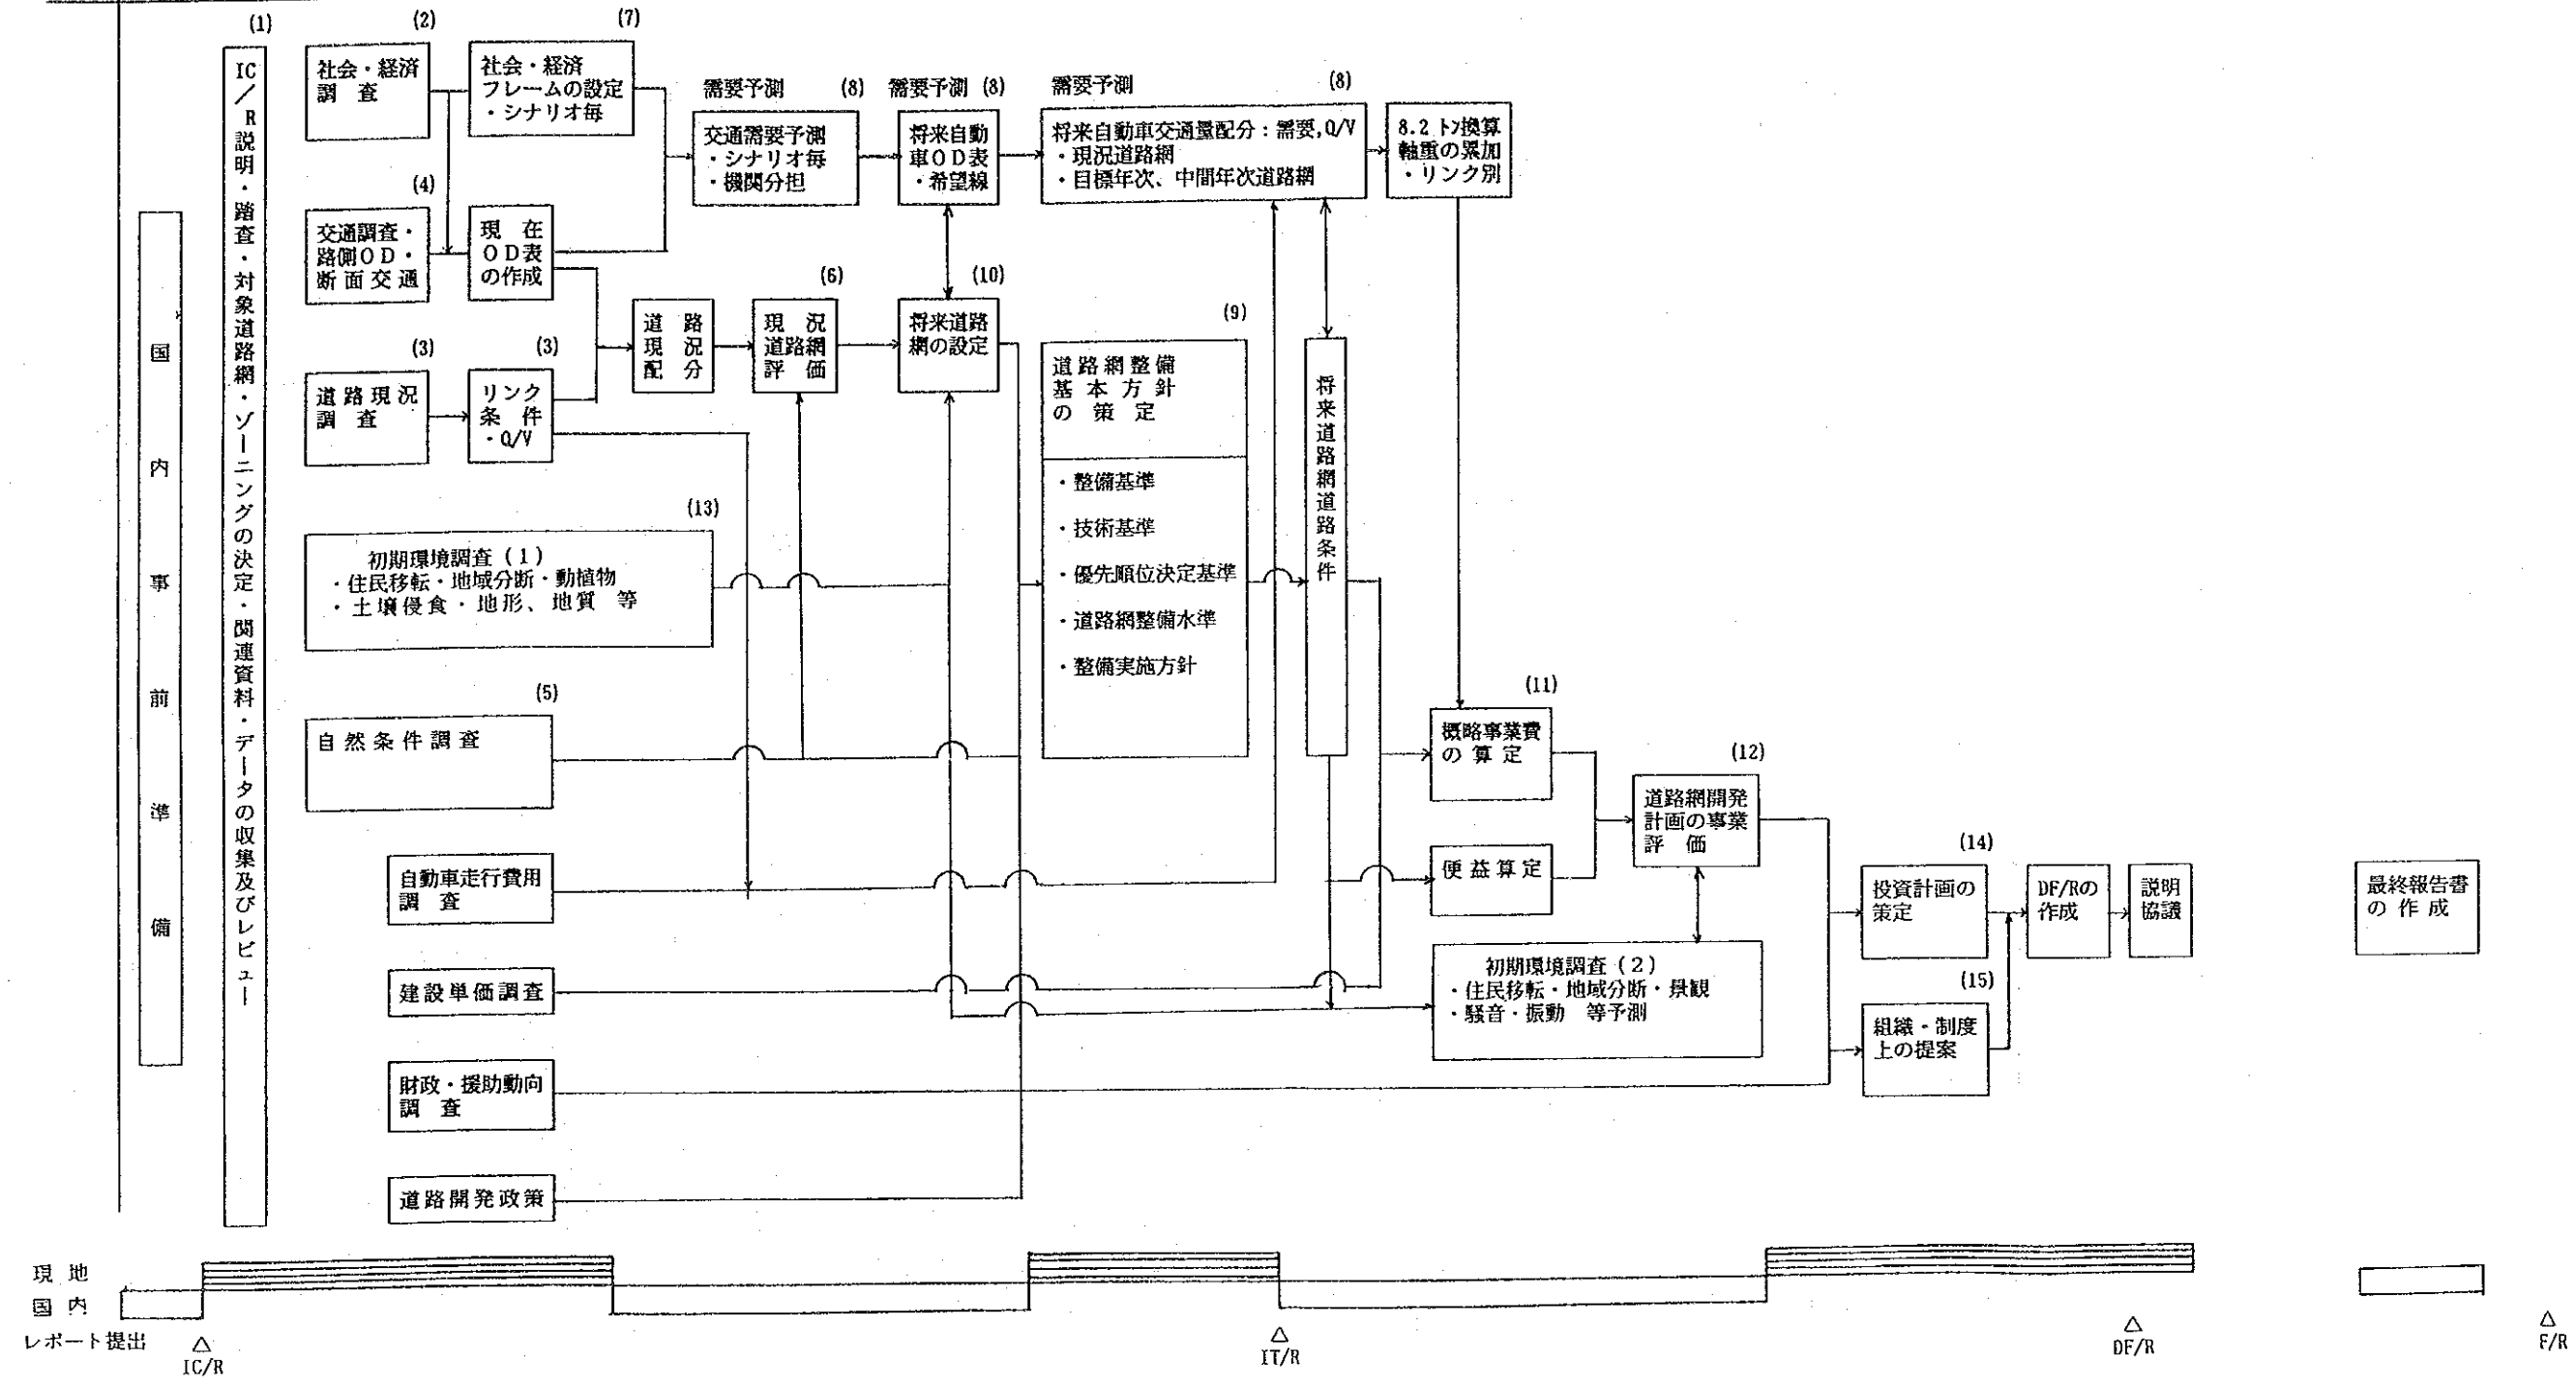 (1)
IC/R説明・踏査・対象道路網・ゾーニングの決定・関連資料・データの収集及びレビュー
国内事前準備
(2)
社会・経済
調査
(7)
社会・経済
フレームの設定
・シナリオ毎
(4)
交通調査・
路側OD・
断面交通
現在
OD表
の作成
(3)
道路現況
調査
(3)
リンク
条件
・Q/V
需要予測 (8)
交通需要予測
・シナリオ毎
・機関分担
需要予測 (8)
将来自動
車OD表
・希望線
需要予測 (8)
将来自動車交通量配分:需要,Q/V
・現況道路網
・目標年次、中間年次道路網
8.2トン換算
軸重の累加
・リンク別
道路
現況
配分
(6)
現況
道路網
評価
(10)
将来道路
網の設定
(9)
道路網整備
基本方針
の策定
・整備基準
・技術基準
・優先順位決定基準
・道路網整備水準
・整備実施方針
将来道路網道路条件
(13)
初期環境調査(1)
・住民移転・地域分断・動植物
・土壌侵食・地形、地質 等
(5)
自然条件調査
自動車走行費用
調査
建設単価調査
財政・援助動向
調査
道路開発政策
(11)
概略事業費
の算定
便益算定
(12)
道路網開発
計画の事業
評価
初期環境調査(2)
・住民移転・地域分断・景観
・騒音・振動 等予測
(14)
投資計画の
策定
(15)
組織・制度
上の提案
DF/Rの
作成
説明
協議
最終報告書
の作成
現地
国内
レポート提出
△
IC/R
△
IT/R
△
DF/R
△
F/R